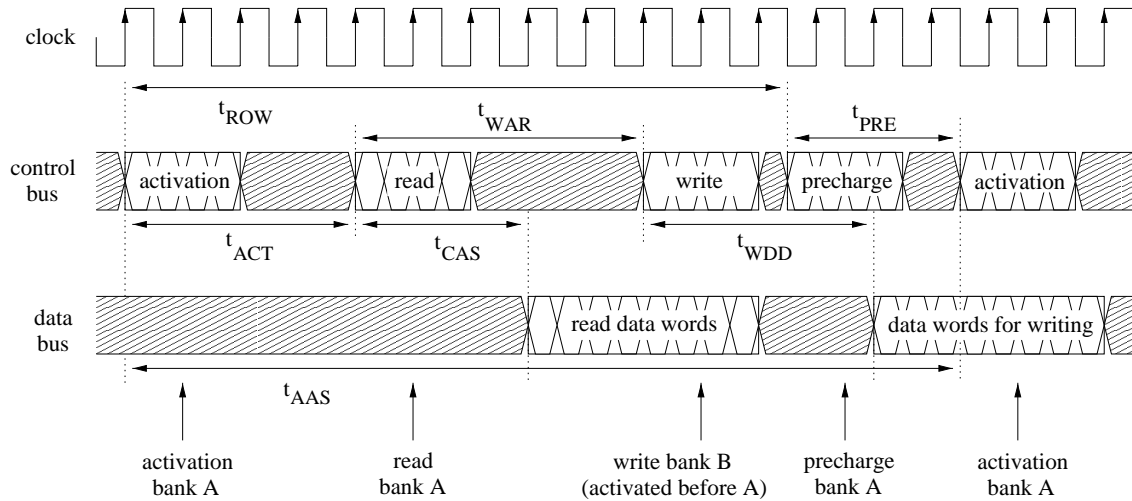 clock
t_ROW
t_WAR
t_PRE
control
bus
activation
read
write
precharge
activation
t_ACT
t_CAS
t_WDD
data
bus
read data words
data words for writing
t_AAS
activation
bank A
read
bank A
write bank B
(activated before A)
precharge
bank A
activation
bank A